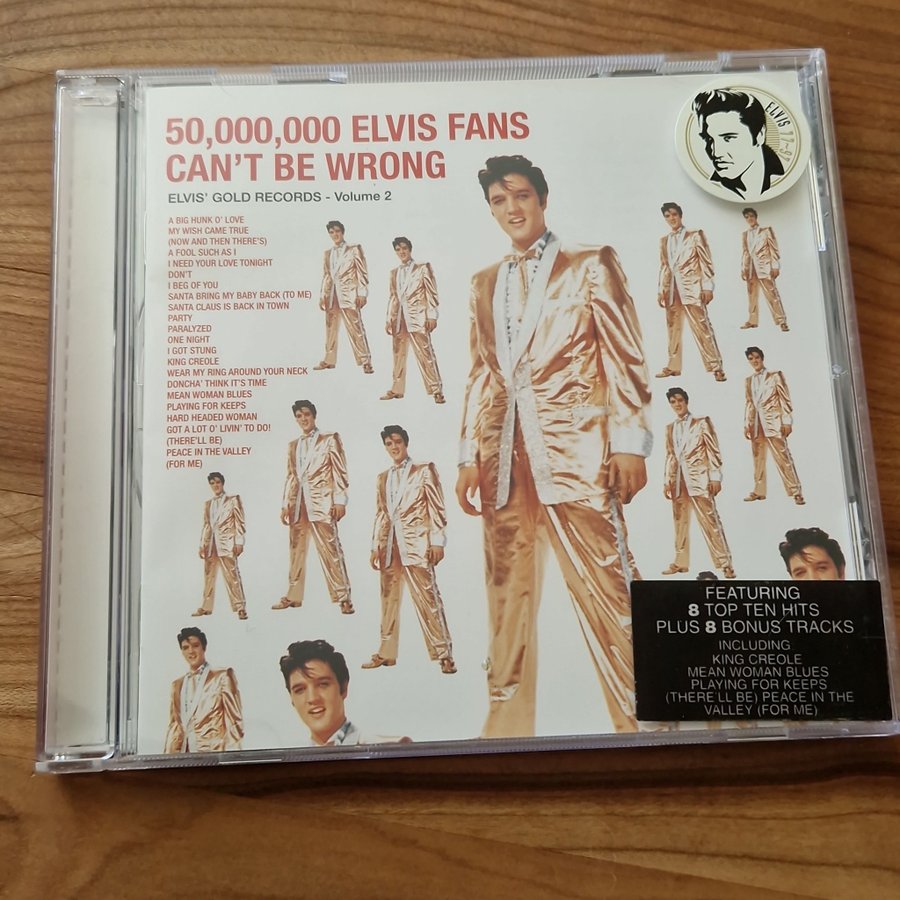 50,000,000 ELVIS FANS
CAN'T BE WRONG
ELVIS' GOLD RECORDS - Volume 2
A BIG HUNK O' LOVE
MY WISH CAME TRUE
(NOW AND THEN THERE'S)
A FOOL SUCH AS I
I NEED YOUR LOVE TONIGHT
DON'T
I BEG OF YOU
SANTA BRING MY BABY BACK (TO ME)
SANTA CLAUS IS BACK IN TOWN
PARTY
PARALYZED
ONE NIGHT
I GOT STUNG
KING CREOLE
WEAR MY RING AROUND YOUR NECK
DONCHA' THINK IT'S TIME
MEAN WOMAN BLUES
PLAYING FOR KEEPS
HARD HEADED WOMAN
GOT A LOT O' LIVIN' TO DO!
(THERE'LL BE)
PEACE IN THE VALLEY
(FOR ME)
ELVIS 77~97
FEATURING
8 TOP TEN HITS
PLUS 8 BONUS TRACKS
INCLUDING
KING CREOLE
MEAN WOMAN BLUES
PLAYING FOR KEEPS
(THERE'LL BE) PEACE IN THE
VALLEY (FOR ME)